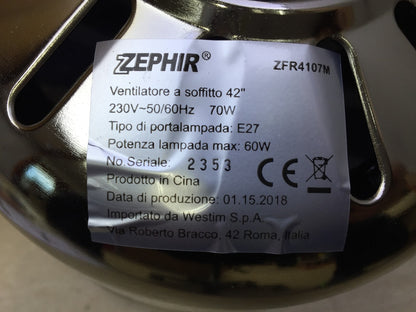 ZEPHIR® ZFR4107M
Ventilatore a soffitto 42"
230V~50/60Hz 70W
Tipo di portalampada: E27
Potenza lampada max: 60W
No Seriale: 2353 CE
Prodotto in Cina
Data di produzione: 01.15.2018
Importato da Westim S.p.A.
Via Roberto Bracco, 42 Roma, Italia